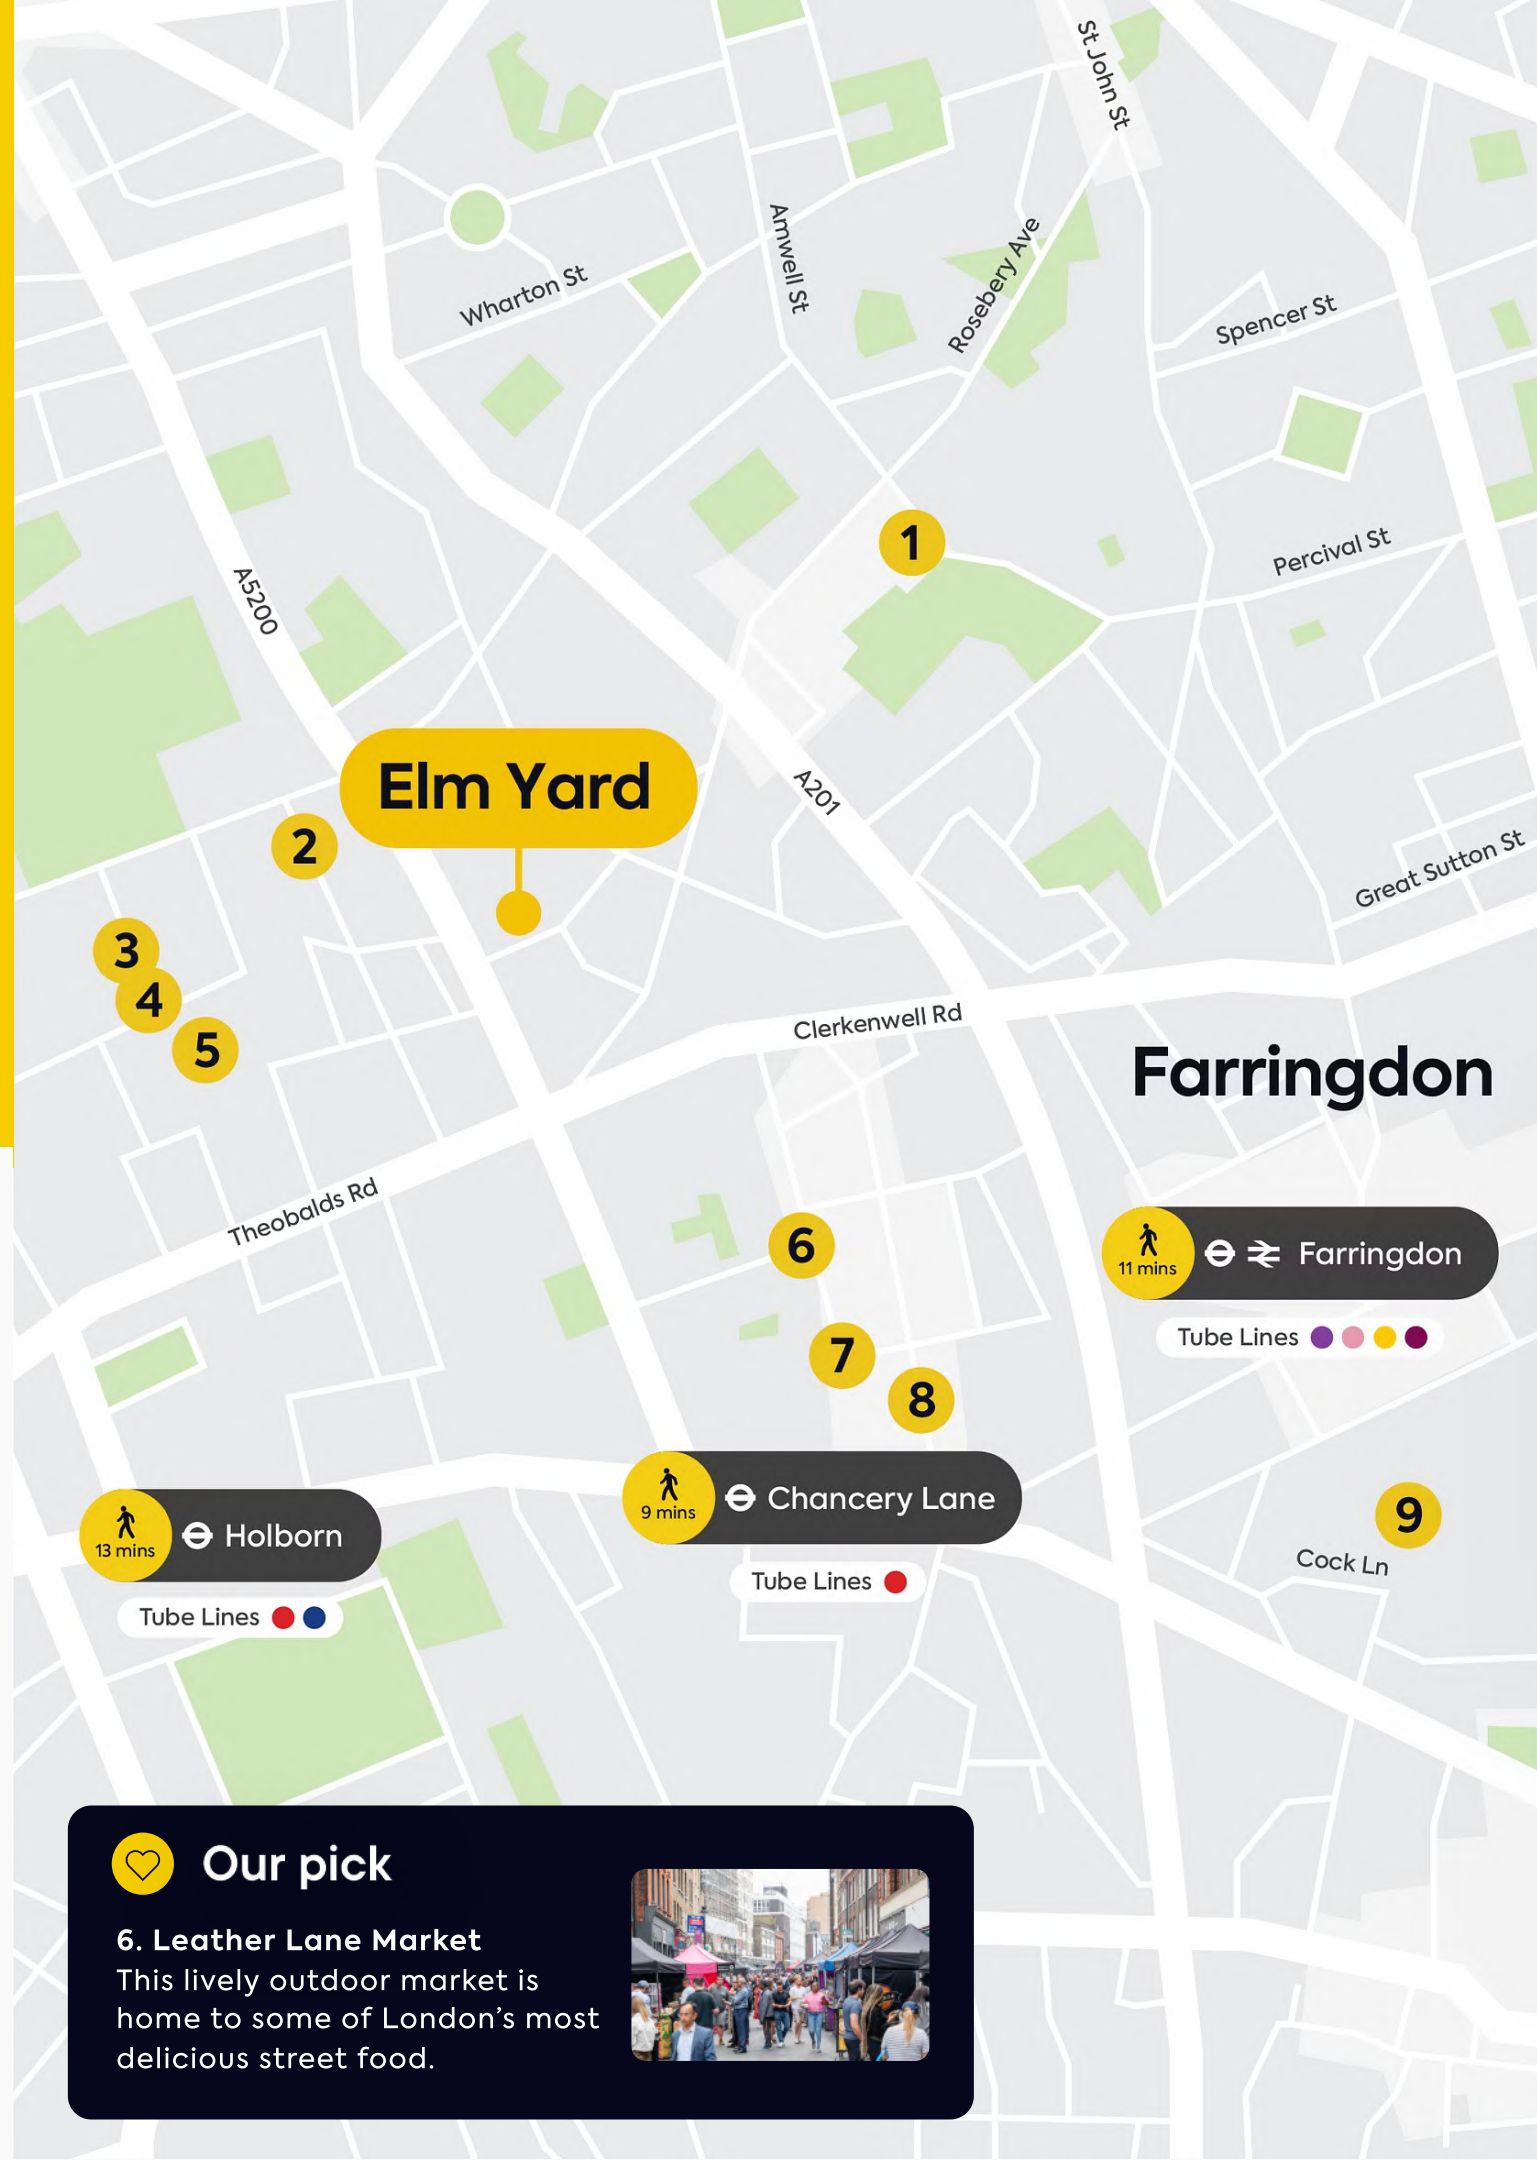 St John St
Amwell St
Rosebery Ave
Wharton St
Spencer St
1
Percival St
A5200
Elm Yard
A201
2
Great Sutton St
3
4
5
Clerkenwell Rd
Farringdon
Theobalds Rd
6
11 mins
Farringdon
Tube Lines
7
8
9 mins
Chancery Lane
Tube Lines
13 mins
Holborn
Tube Lines
9
Cock Ln
Our pick
6. Leather Lane Market
This lively outdoor market is
home to some of London’s most
delicious street food.